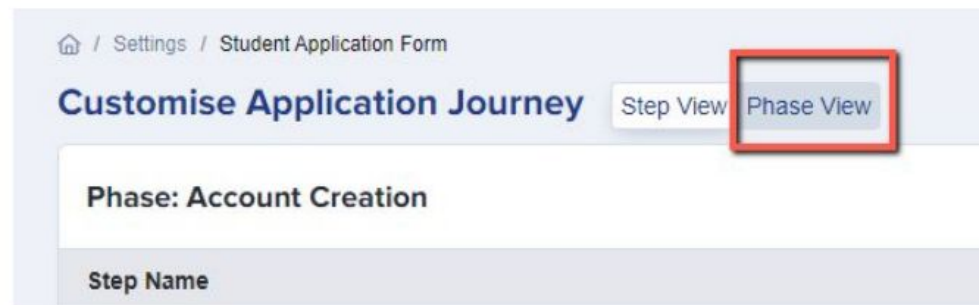 / Settings / Student Application Form
Customise Application Journey Step View Phase View
Phase: Account Creation
Step Name